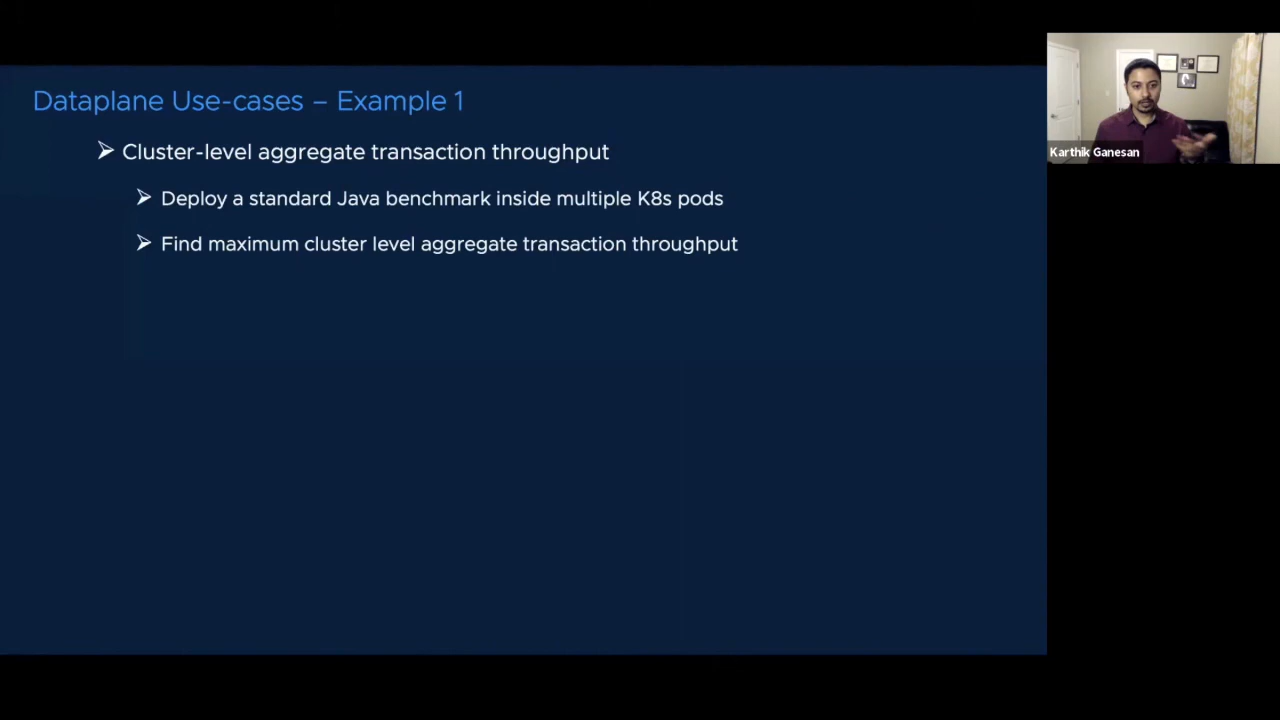 Dataplane Use-cases – Example 1
➢ Cluster-level aggregate transaction throughput
➢ Deploy a standard Java benchmark inside multiple K8s pods
➢ Find maximum cluster level aggregate transaction throughput
Karthik Ganesan